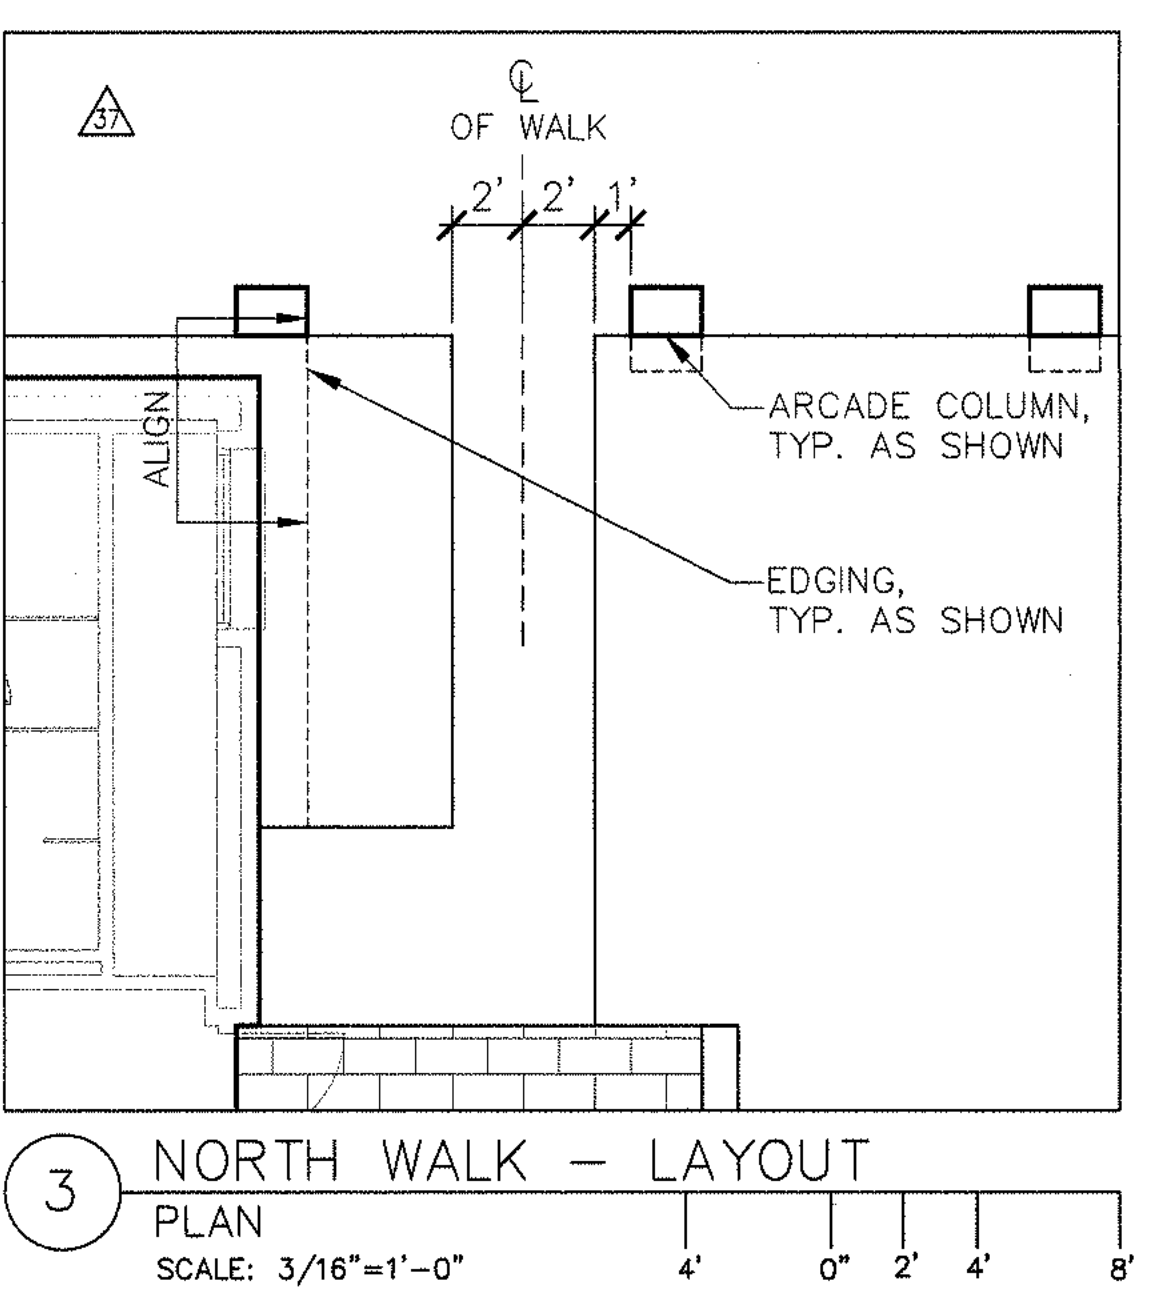 37
℄
OF WALK
2' 2' 1'
ALIGN
ARCADE COLUMN,
TYP. AS SHOWN
EDGING,
TYP. AS SHOWN
3
NORTH WALK – LAYOUT
PLAN
SCALE: 3/16"=1'-0"
4' 0" 2' 4' 8'